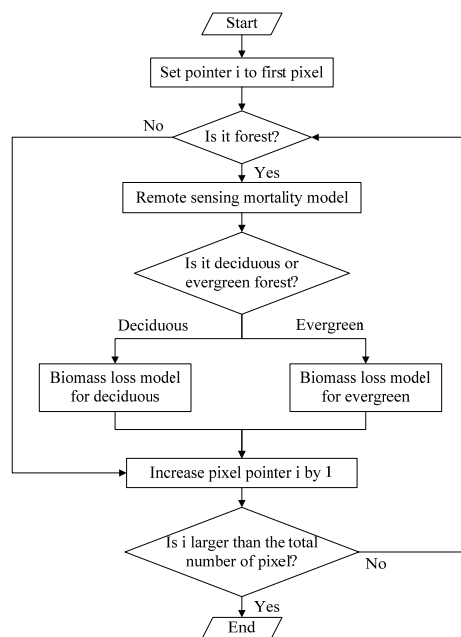 Start
Set pointer i to first pixel
Is it forest?
No
Yes
Remote sensing mortality model
Is it deciduous or
evergreen forest?
Deciduous
Evergreen
Biomass loss model
for deciduous
Biomass loss model
for evergreen
Increase pixel pointer i by 1
Is i larger than the total
number of pixel?
No
Yes
End